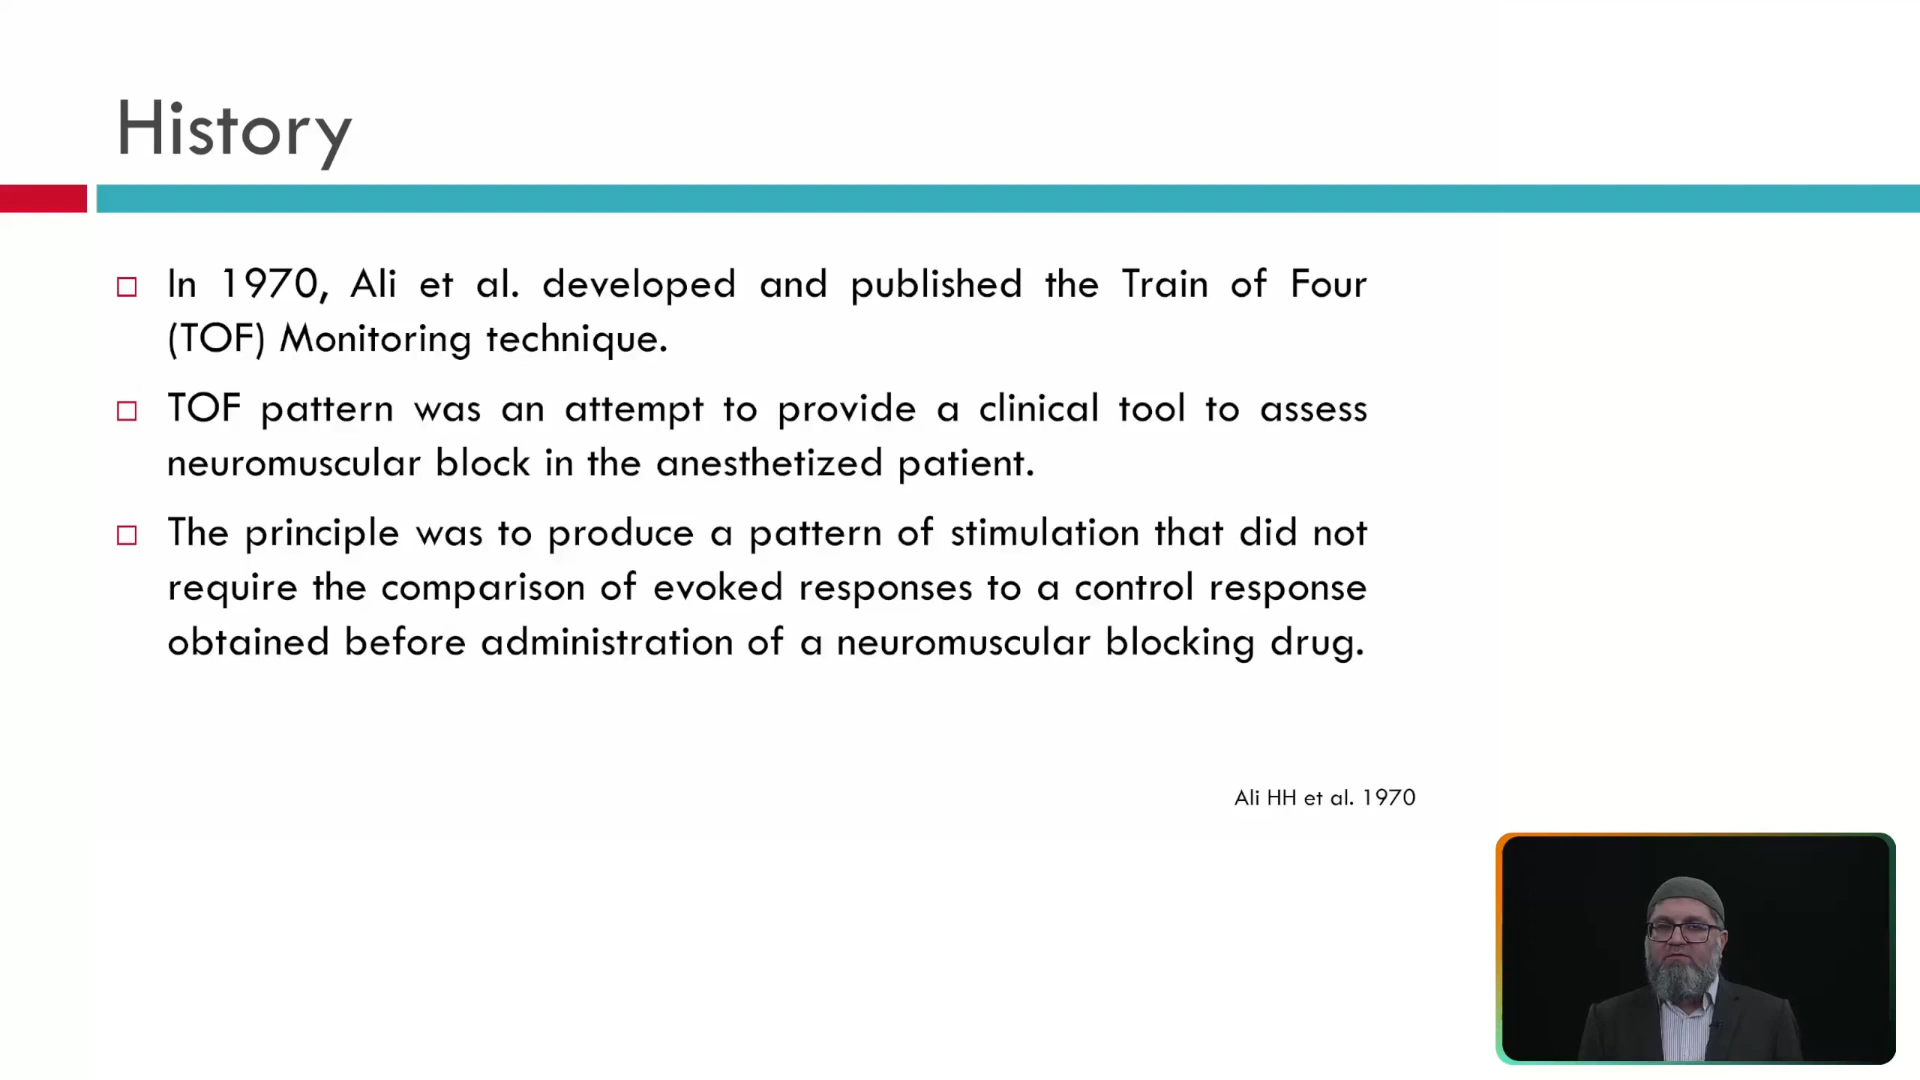 History
In 1970, Ali et al. developed and published the Train of Four
(TOF) Monitoring technique.
TOF pattern was an attempt to provide a clinical tool to assess
neuromuscular block in the anesthetized patient.
The principle was to produce a pattern of stimulation that did not
require the comparison of evoked responses to a control response
obtained before administration of a neuromuscular blocking drug.
Ali HH et al. 1970